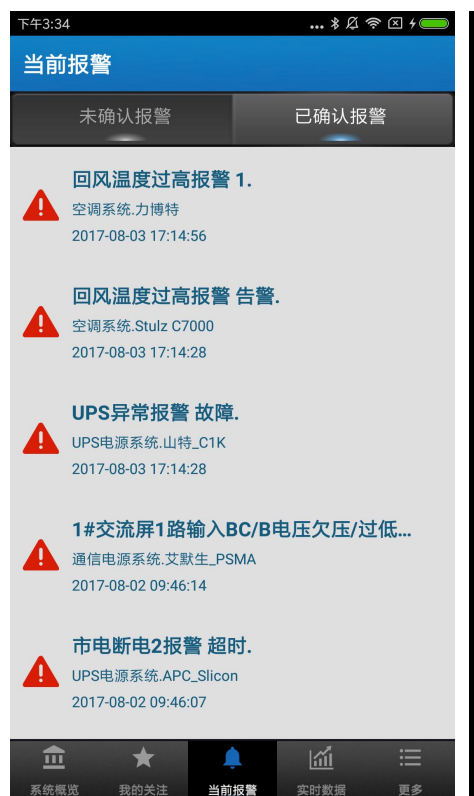 下午3:34
当前报警
未确认报警
已确认报警
回风温度过高报警 1.
空调系统.力博特
2017-08-03 17:14:56
回风温度过高报警 告警.
空调系统.Stulz C7000
2017-08-03 17:14:28
UPS异常报警 故障.
UPS电源系统.山特_C1K
2017-08-03 17:14:28
1#交流屏1路输入BC/B电压欠压/过低...
通信电源系统.艾默生_PSMA
2017-08-02 09:46:14
市电断电2报警 超时.
UPS电源系统.APC_Slicon
2017-08-02 09:46:07
系统概览
我的关注
当前报警
实时数据
更多